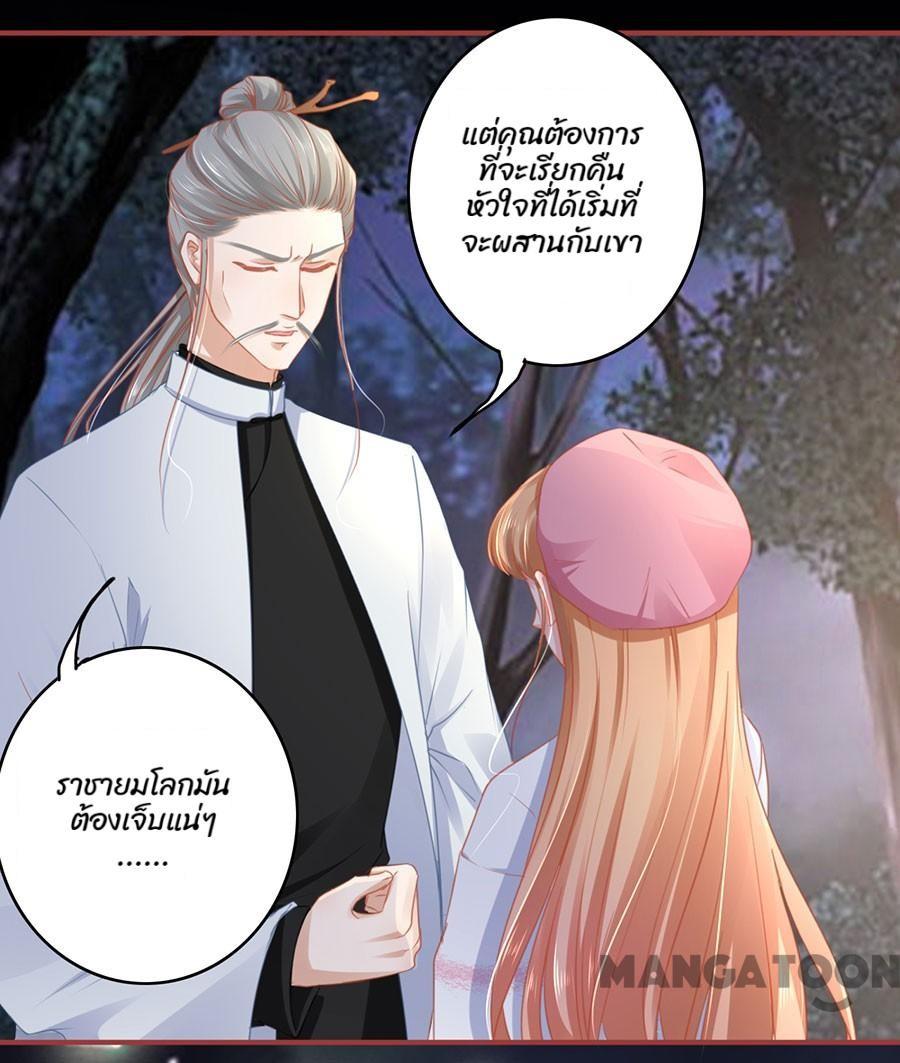 แต่คุณต้องการ
ที่จะเรียกคืน
หัวใจที่ได้เริ่มที่
จะผสานกับเขา
ราชายมโลกมัน
ต้องเจ็บแน่ๆ
......
MANGATOON